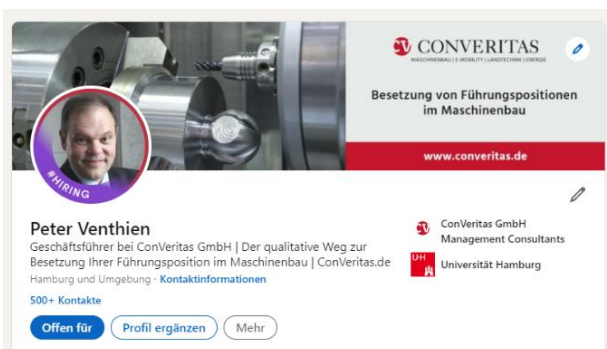 CONVERITAS
MASCHINENBAU | E-MOBILITY | LANDTECHNIK | ENERGIE
Besetzung von Führungspositionen
im Maschinenbau
www.converitas.de
#HIRING
Peter Venthien
Geschäftsführer bei ConVeritas GmbH | Der qualitative Weg zur
Besetzung Ihrer Führungsposition im Maschinenbau | ConVeritas.de
Hamburg und Umgebung · Kontaktinformationen
500+ Kontakte
Offen für
Profil ergänzen
Mehr
ConVeritas GmbH
Management Consultants
UH
Universität Hamburg